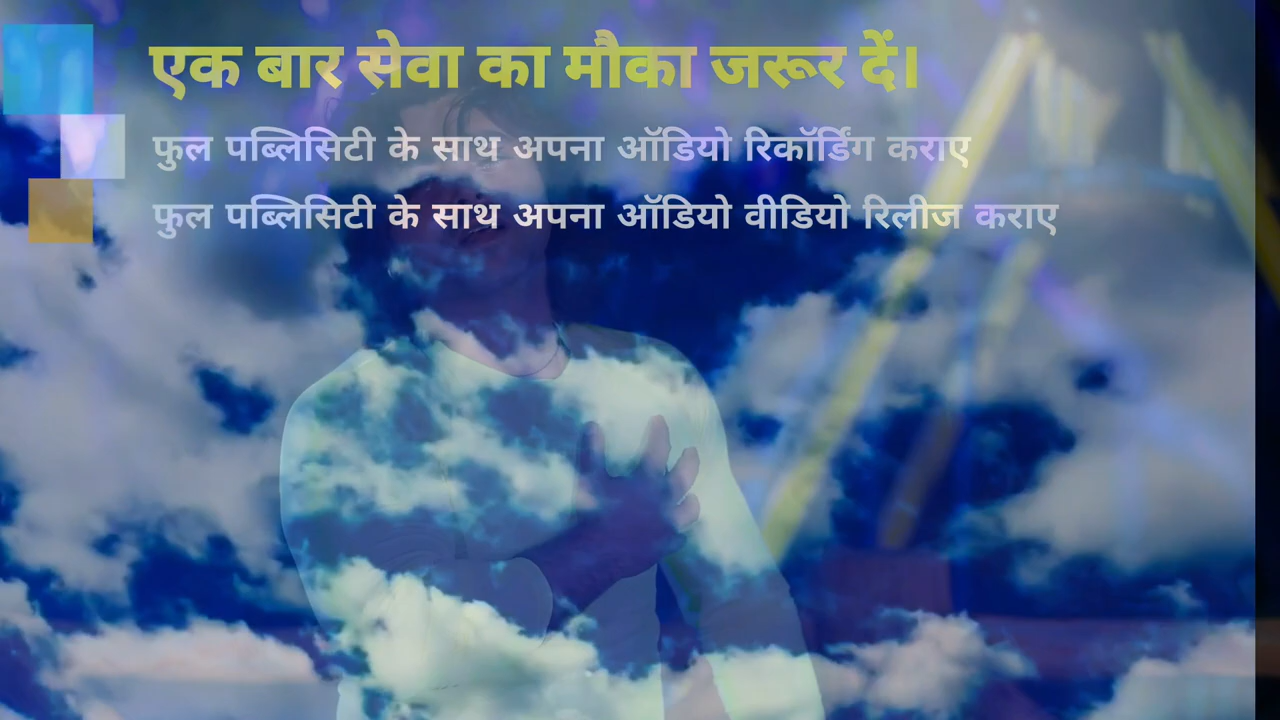 एक बार सेवा का मौका जरूर दें।
फुल पब्लिसिटी के साथ अपना ऑडियो रिकॉर्डिंग कराए
फुल पब्लिसिटी के साथ अपना ऑडियो वीडियो रिलीज कराए